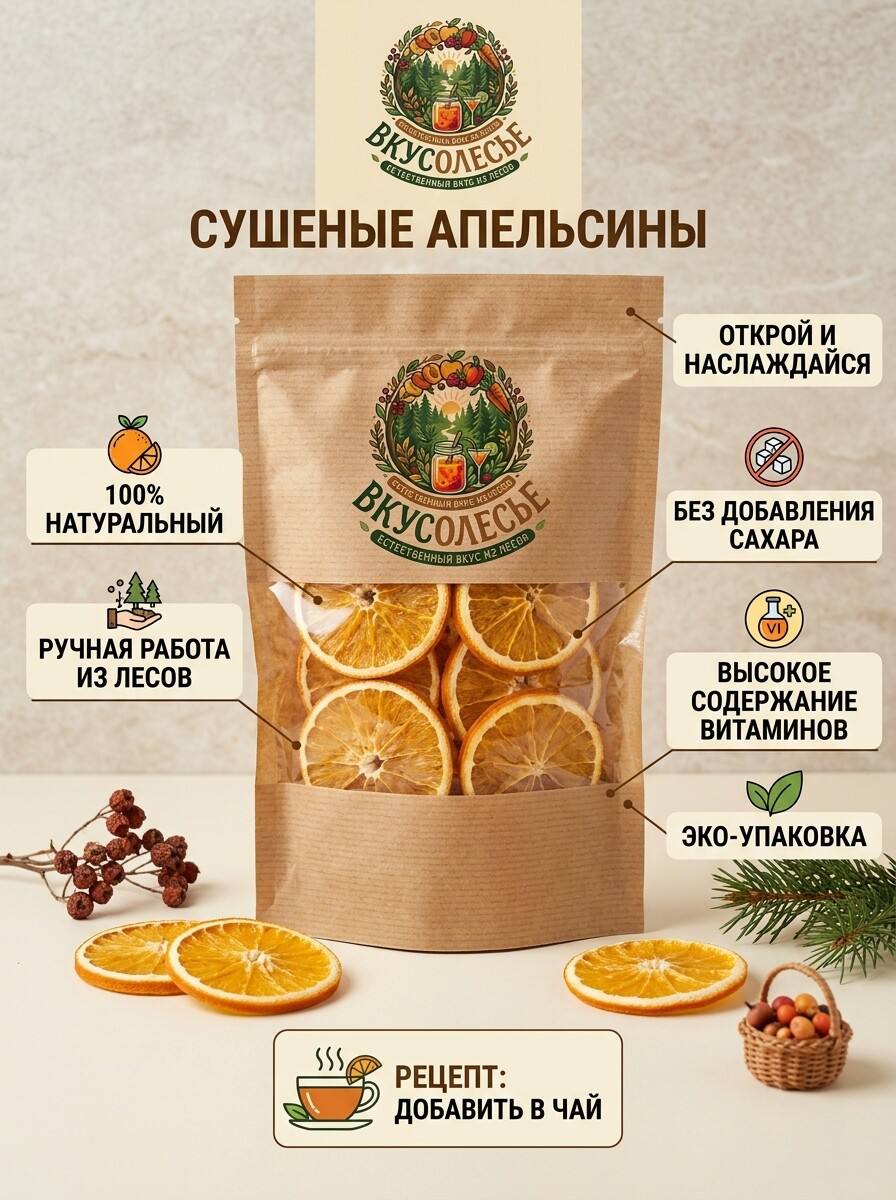 ВКУСОЛЕСЬЕ
СУШЕНЫЕ АПЕЛЬСИНЫ
ОТКРОЙ И
НАСЛАЖДАЙСЯ
ВКУСОЛЕСЬЕ
100%
НАТУРАЛЬНЫЙ
БЕЗ ДОБАВЛЕНИЯ
САХАРА
РУЧНАЯ РАБОТА
ИЗ ЛЕСОВ
VI
ВЫСОКОЕ
СОДЕРЖАНИЕ
ВИТАМИНОВ
ЭКО-УПАКОВКА
РЕЦЕПТ:
ДОБАВИТЬ В ЧАЙ